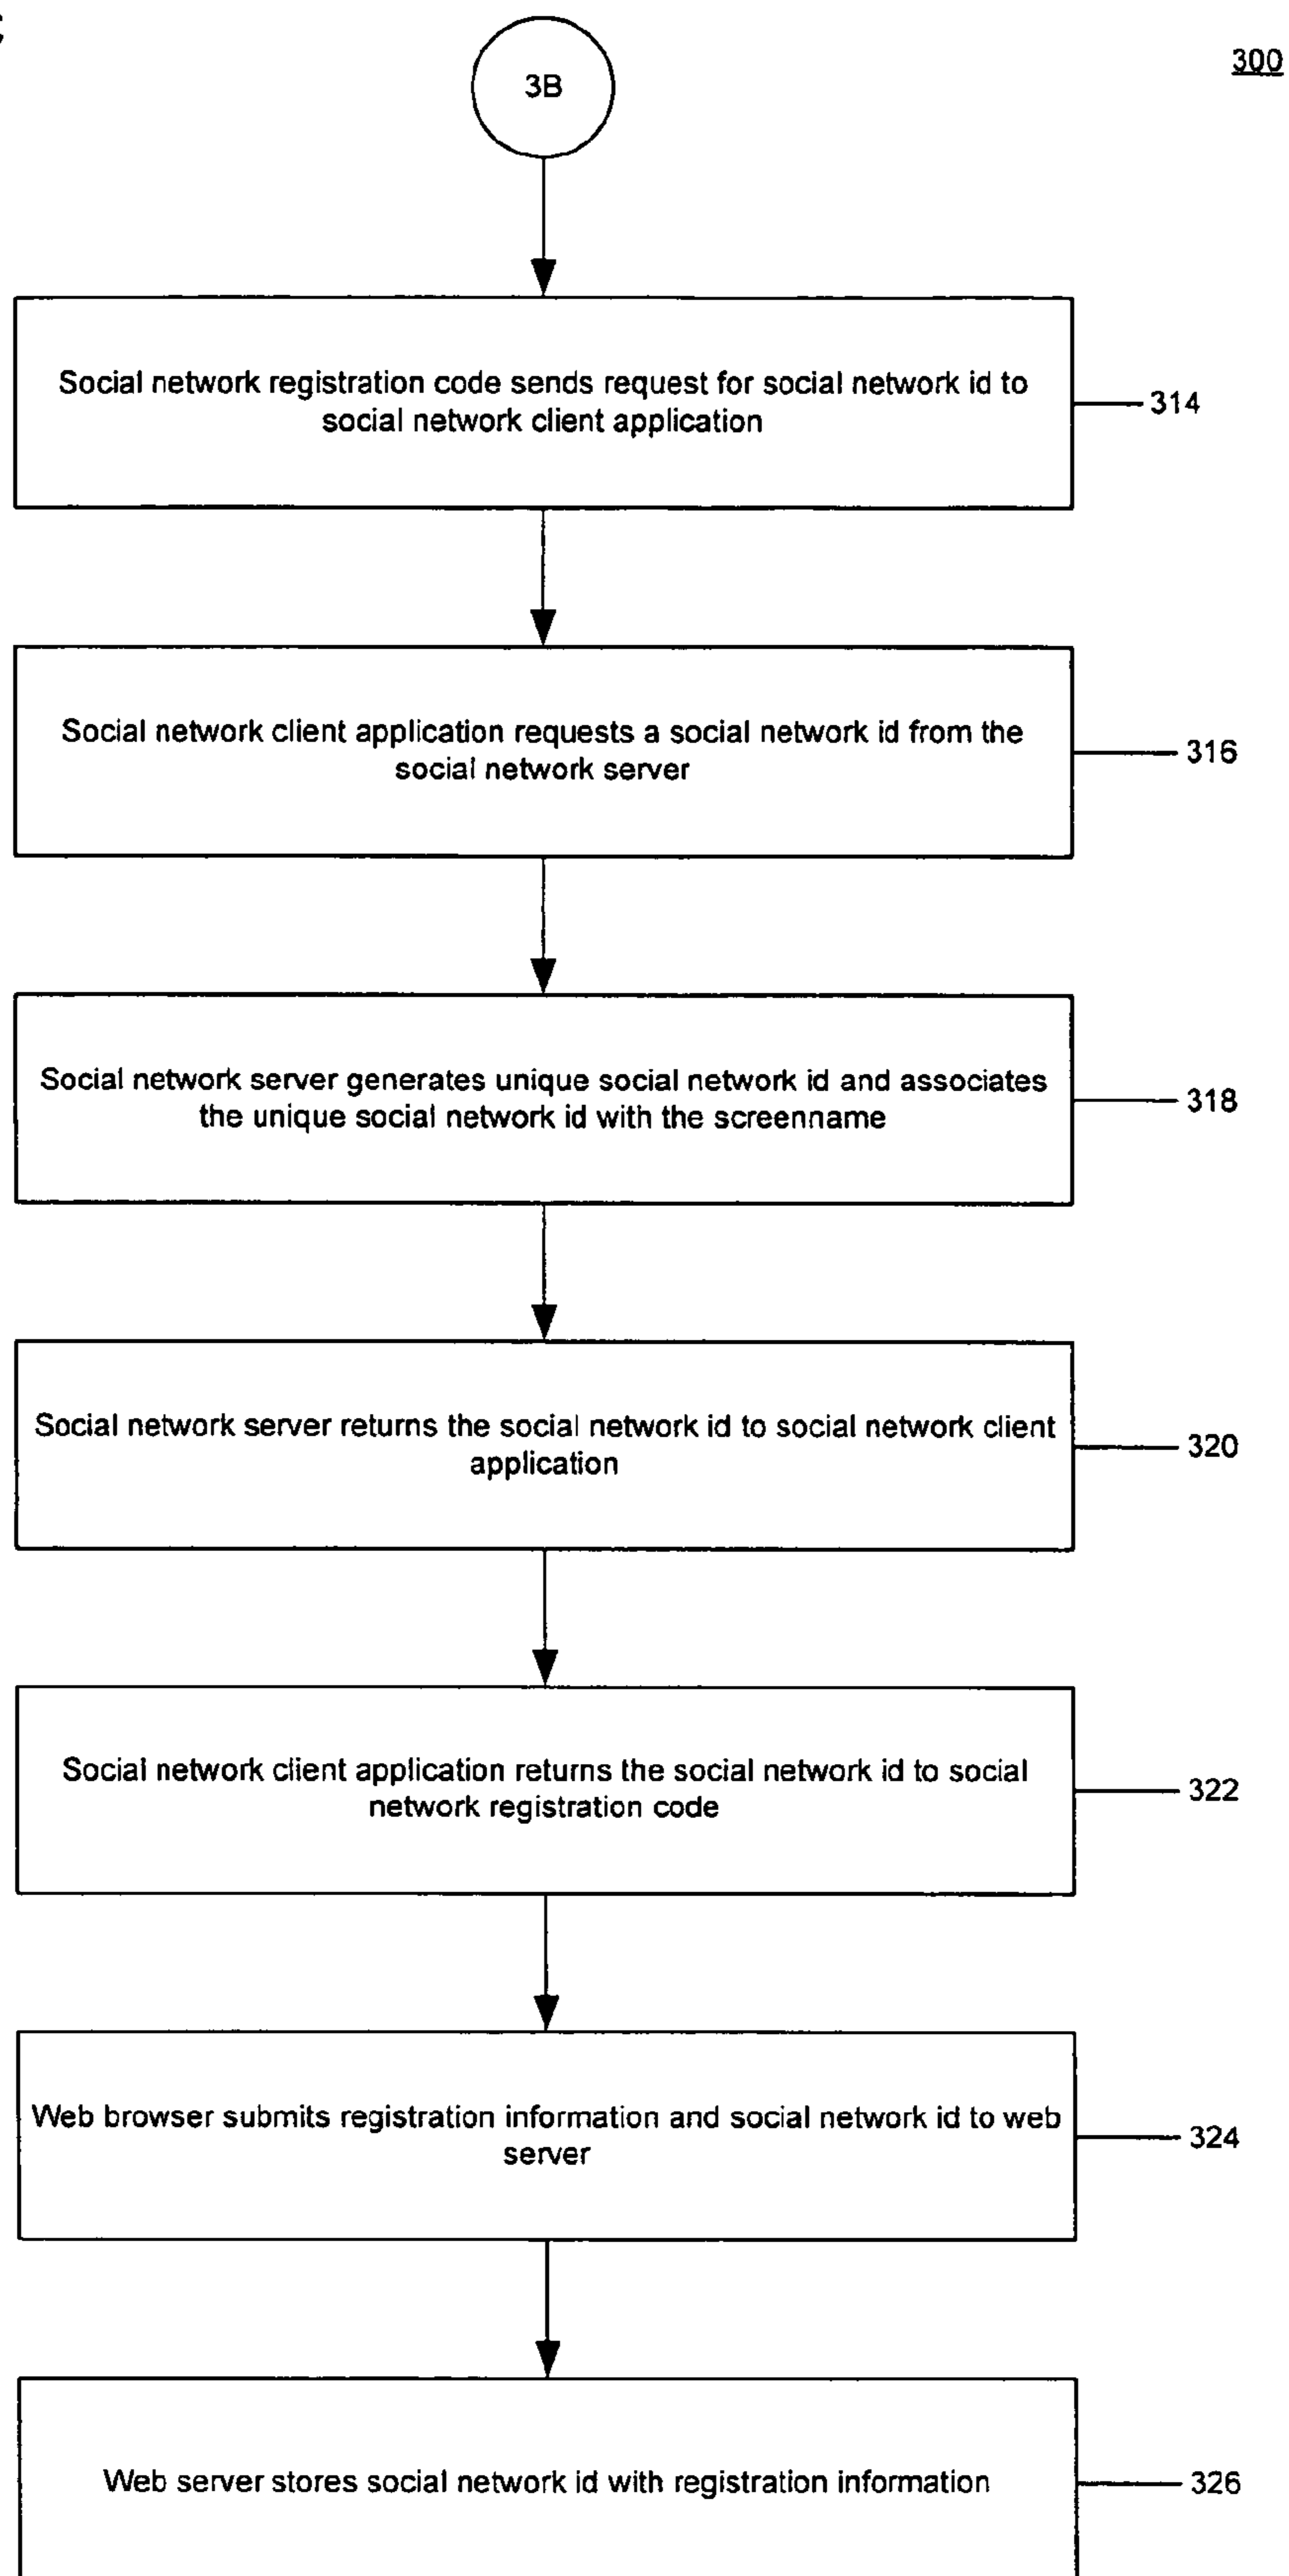 300
3B
Social network registration code sends request for social network id to
social network client application
314
Social network client application requests a social network id from the
social network server
316
Social network server generates unique social network id and associates
the unique social network id with the screenname
318
Social network server returns the social network id to social network client
application
320
Social network client application returns the social network id to social
network registration code
322
Web browser submits registration information and social network id to web
server
324
Web server stores social network id with registration information
326